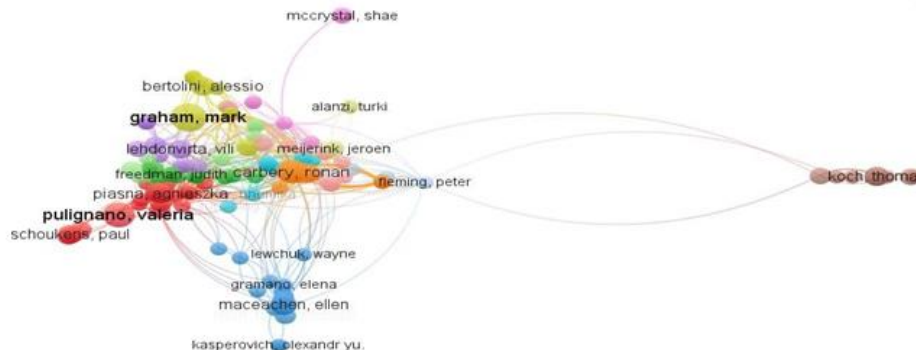 mccrystal, shae
bertolini, alessio
alanzi, turki
graham, mark
lehdonvirta, vili
meijerink, jeroen
freedman, judith
carbery, ronan
koch, thoma
fleming, peter
piasna, agnieszka
pulignano, valeria
schoukens, paul
lewchuk, wayne
gramano, elena
maceachen, ellen
kasperovich, olexandr yu.